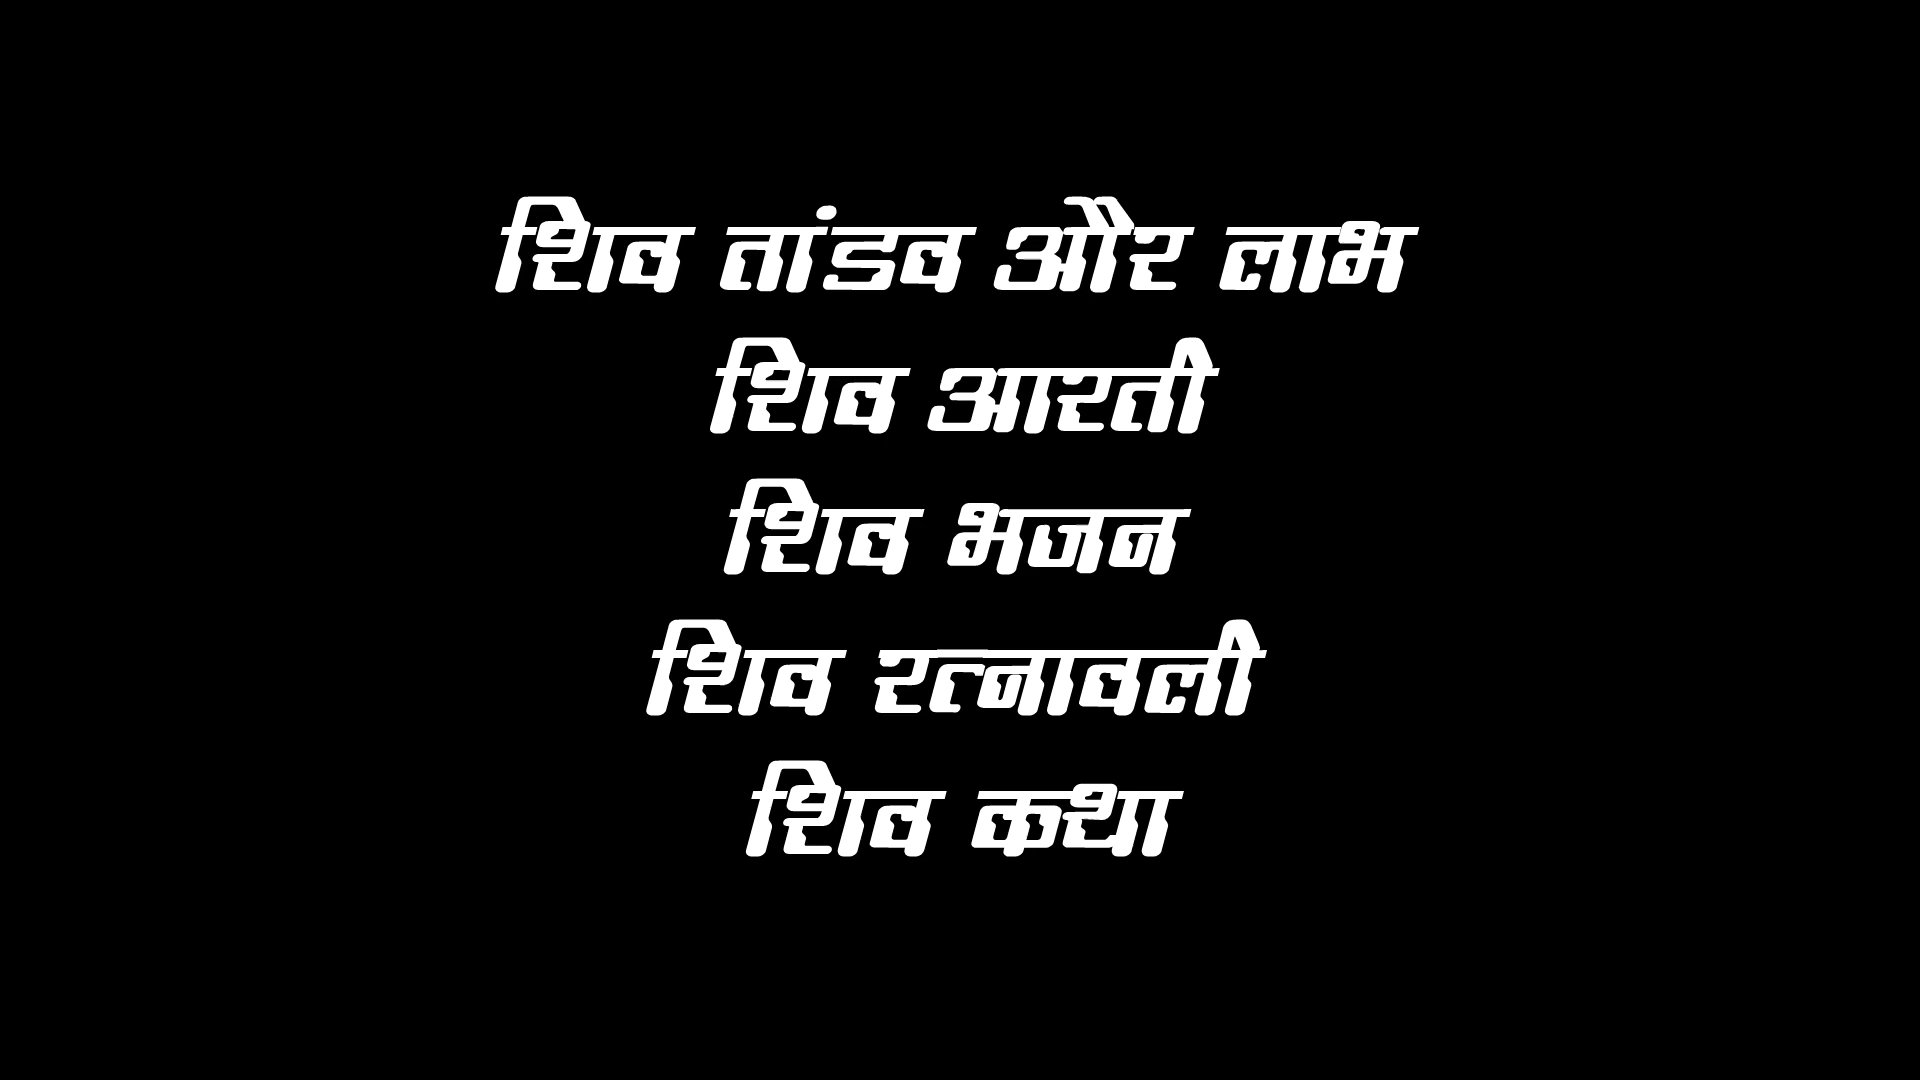 शिव तांडव और लाभ
शिव आरती
शिव भजन
शिव रत्नावली
शिव कथा